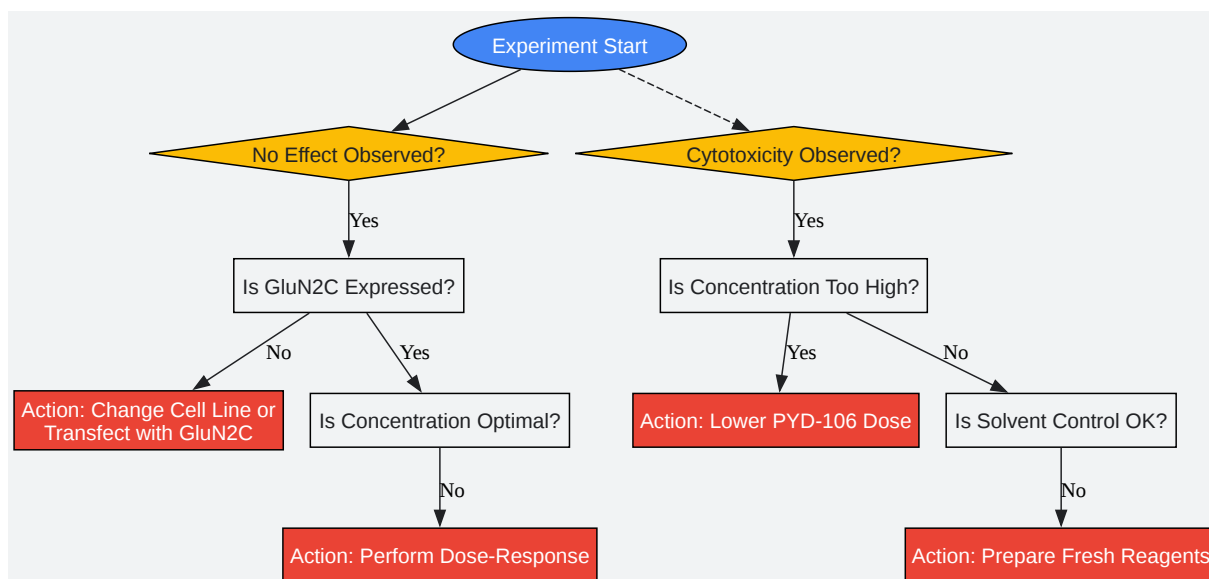 Experiment Start
No Effect Observed?
Cytotoxicity Observed?
Yes
Yes
Is GluN2C Expressed?
Is Concentration Too High?
No
Yes
Yes
No
Action: Change Cell Line or
Transfect with GluN2C
Is Concentration Optimal?
Action: Lower PYD-106 Dose
Is Solvent Control OK?
No
No
Action: Perform Dose-Response
Action: Prepare Fresh Reagents